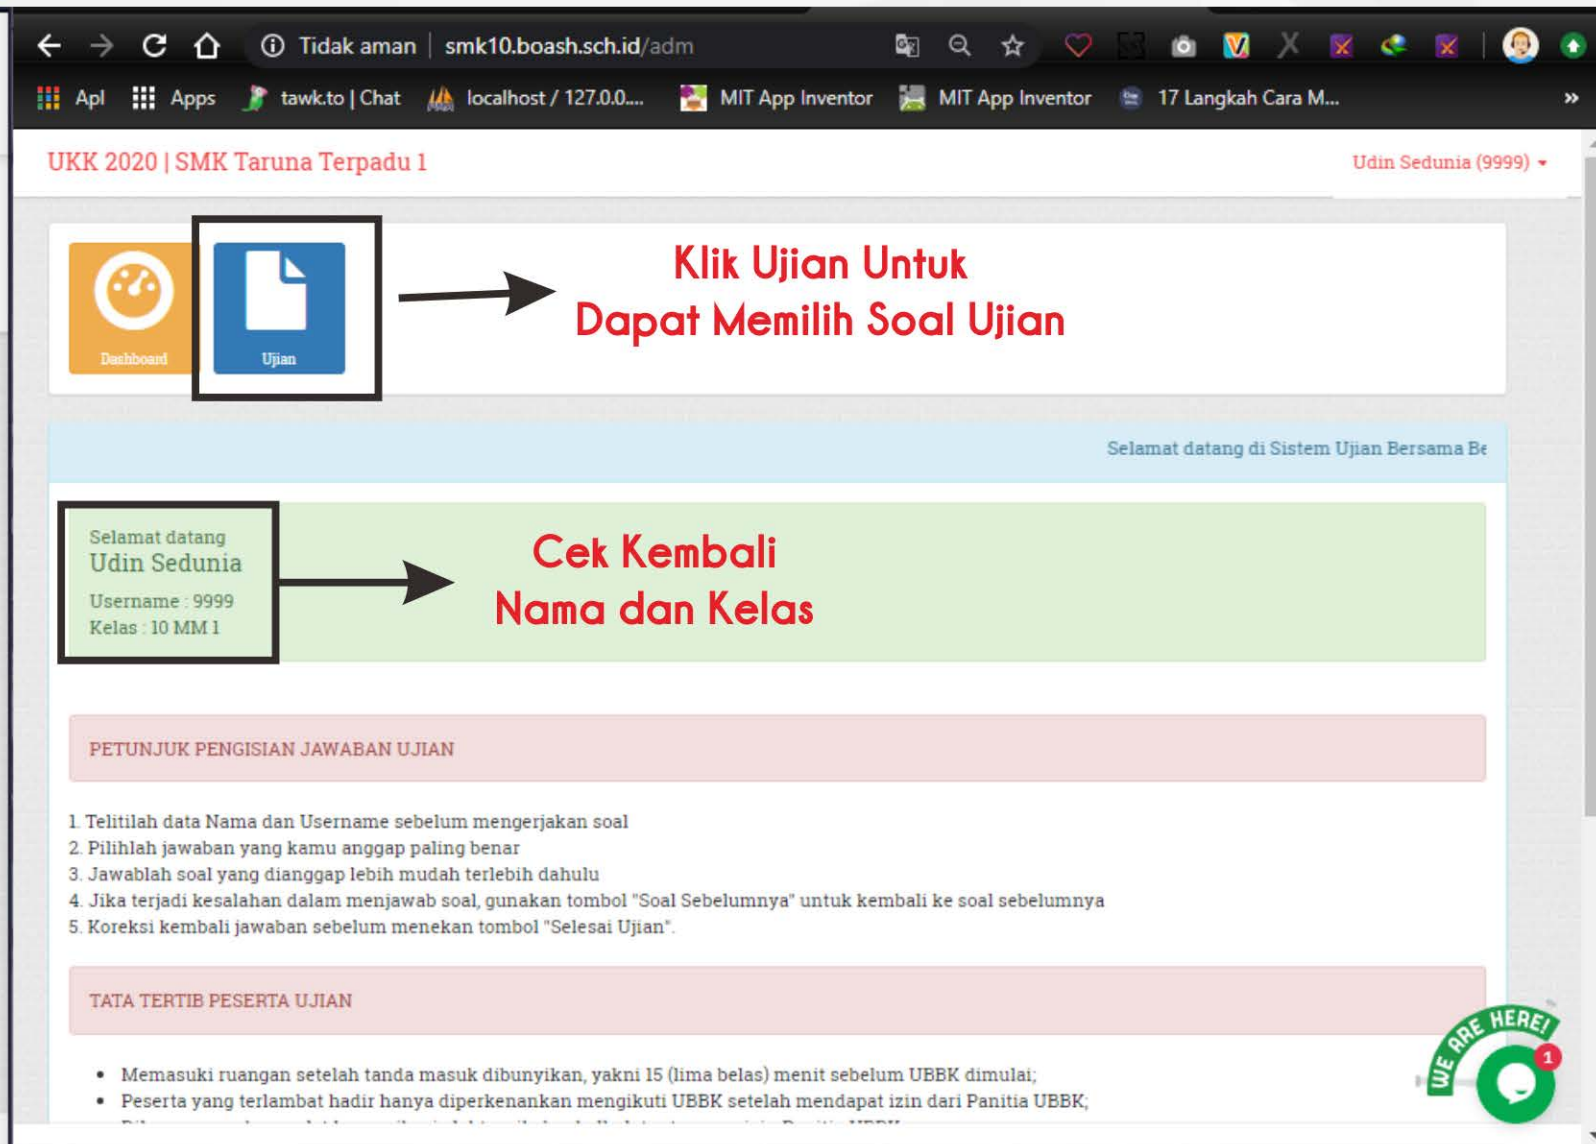 Tidak aman | smk10.boash.sch.id/adm
Apl Apps tawk.to | Chat localhost / 127.0.0.... MIT App Inventor MIT App Inventor 17 Langkah Cara M... »
UKK 2020 | SMK Taruna Terpadu 1
Udin Sedunia (9999)
Dashboard
Ujian
Klik Ujian Untuk
Dapat Memilih Soal Ujian
Selamat datang di Sistem Ujian Bersama Be
Selamat datang
Udin Sedunia
Username : 9999
Kelas : 10 MM 1
Cek Kembali
Nama dan Kelas
PETUNJUK PENGISIAN JAWABAN UJIAN
1. Telitilah data Nama dan Username sebelum mengerjakan soal
2. Pilihlah jawaban yang kamu anggap paling benar
3. Jawablah soal yang dianggap lebih mudah terlebih dahulu
4. Jika terjadi kesalahan dalam menjawab soal, gunakan tombol "Soal Sebelumnya" untuk kembali ke soal sebelumnya
5. Koreksi kembali jawaban sebelum menekan tombol "Selesai Ujian".
TATA TERTIB PESERTA UJIAN
• Memasuki ruangan setelah tanda masuk dibunyikan, yakni 15 (lima belas) menit sebelum UBBK dimulai;
• Peserta yang terlambat hadir hanya diperkenankan mengikuti UBBK setelah mendapat izin dari Panitia UBBK;
WE ARE HERE!
1